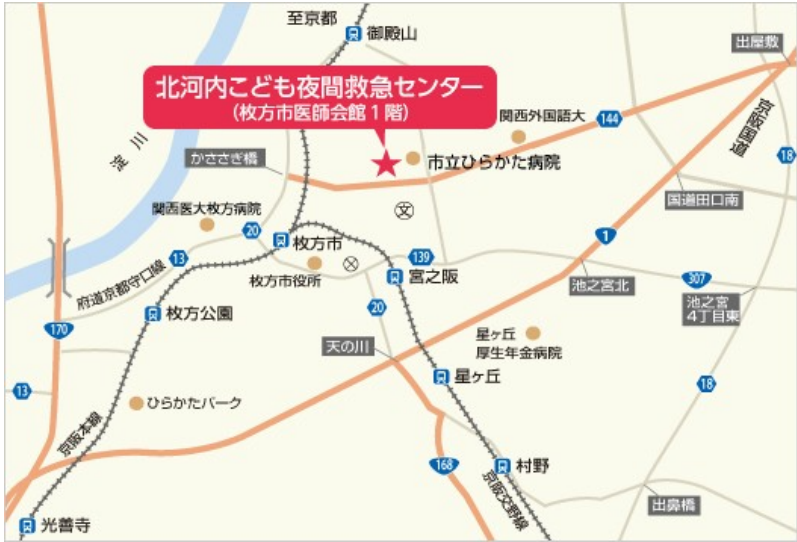 至京都
御殿山
出屋敷
北河内こども夜間救急センター
(枚方市医師会館1階)
関西外国語大
144
京阪国道
淀川
かささぎ橋
市立ひらかた病院
18
国道田口南
関西医大枚方病院
文
20
1
枚方市
13
139
府道京都守口線
枚方市役所
宮之阪
307
池之宮北
枚方公園
20
池之宮
4丁目東
170
星ヶ丘
厚生年金病院
天の川
星ヶ丘
18
13
ひらかたパーク
京阪本線
168
村野
京阪交野線
出鼻橋
光善寺